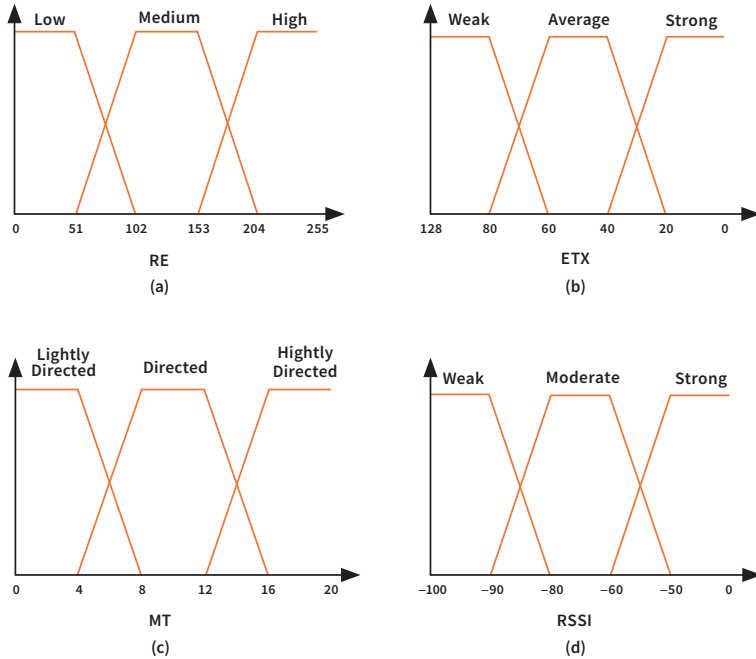 Low Medium High
0 51 102 153 204 255
RE
(a)
Weak Average Strong
128 80 60 40 20 0
ETX
(b)
Lightly
Directed
Directed
Hightly
Directed
0 4 8 12 16 20
MT
(c)
Weak Moderate Strong
−100 −90 −80 −60 −50 0
RSSI
(d)